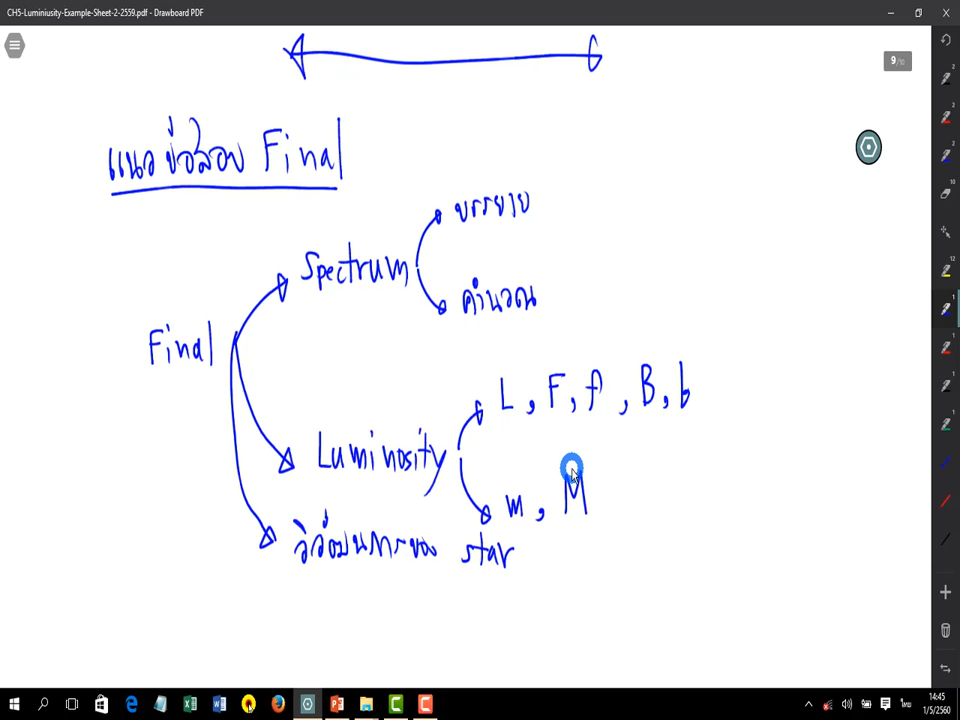 CH5-Luminiusity-Example-Sheet-2-2559.pdf - Drawboard PDF
9/10
แนวข้อสอบ Final
บรรยาย
Spectrum
คำนวณ
Final
L, F, f, B, b
Luminosity
m, M
วิวัฒนาการของ star
14:45
1/5/2560